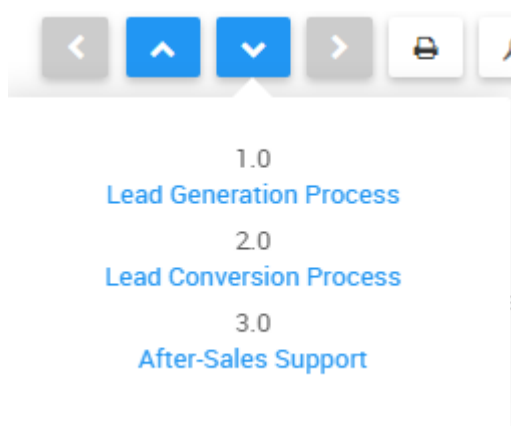 1.0
Lead Generation Process
2.0
Lead Conversion Process
3.0
After-Sales Support